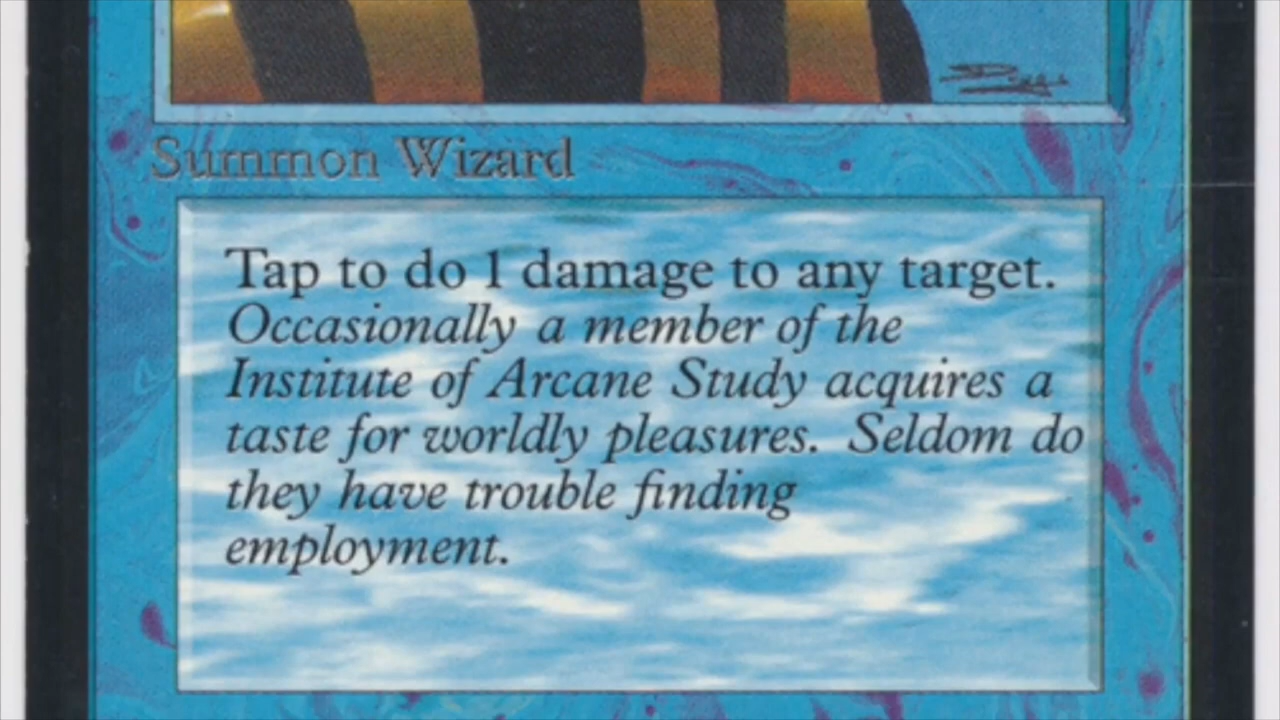 Summon Wizard
Tap to do 1 damage to any target.
Occasionally a member of the
Institute of Arcane Study acquires a
taste for worldly pleasures. Seldom do
they have trouble finding
employment.